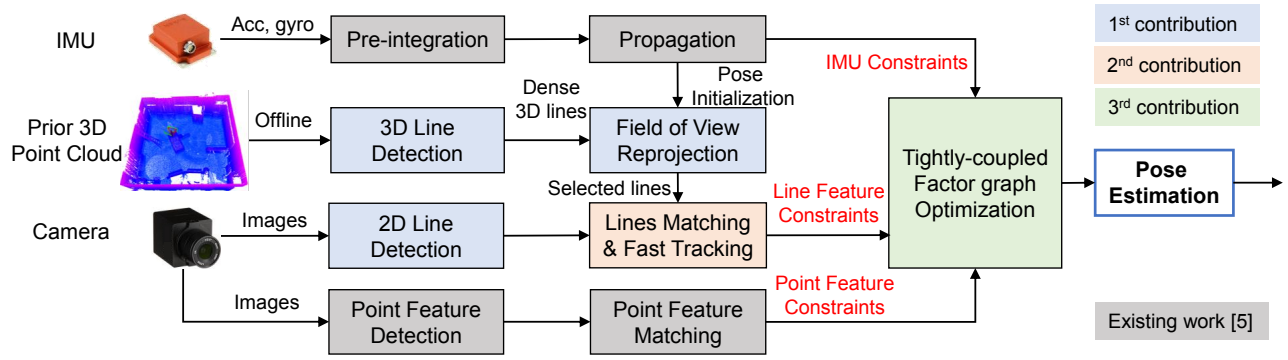 IMU
Acc, gyro
Pre-integration
Propagation
IMU Constraints
Pose
Initialization
Prior 3D
Point Cloud
Offline
3D Line
Detection
Dense
3D lines
Field of View
Reprojection
Selected lines
Camera
Images
2D Line
Detection
Lines Matching
& Fast Tracking
Line Feature
Constraints
Images
Point Feature
Detection
Point Feature
Matching
Point Feature
Constraints
Tightly-coupled
Factor graph
Optimization
Pose
Estimation
1st contribution
2nd contribution
3rd contribution
Existing work [5]